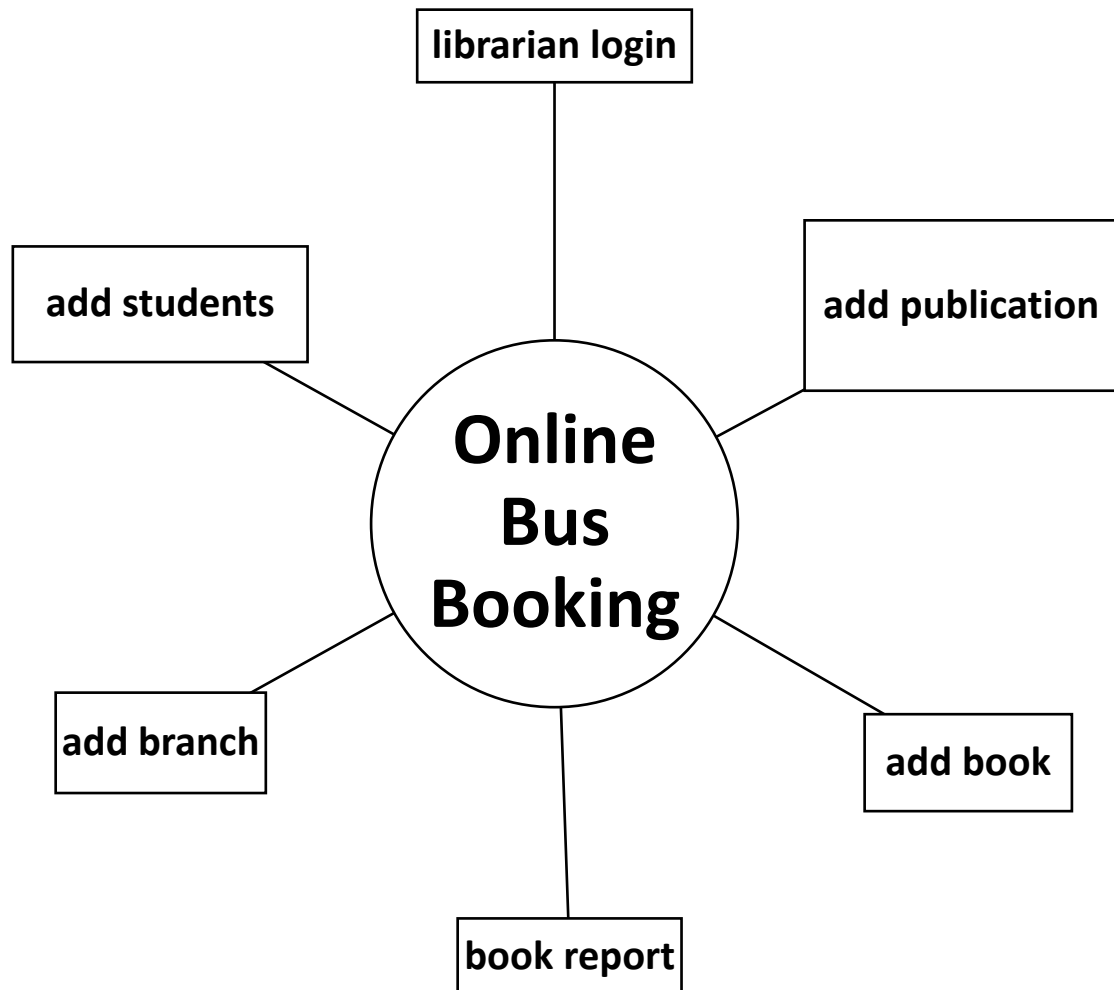 librarian login
add students
add publication
Online
Bus
Booking
add branch
add book
book report